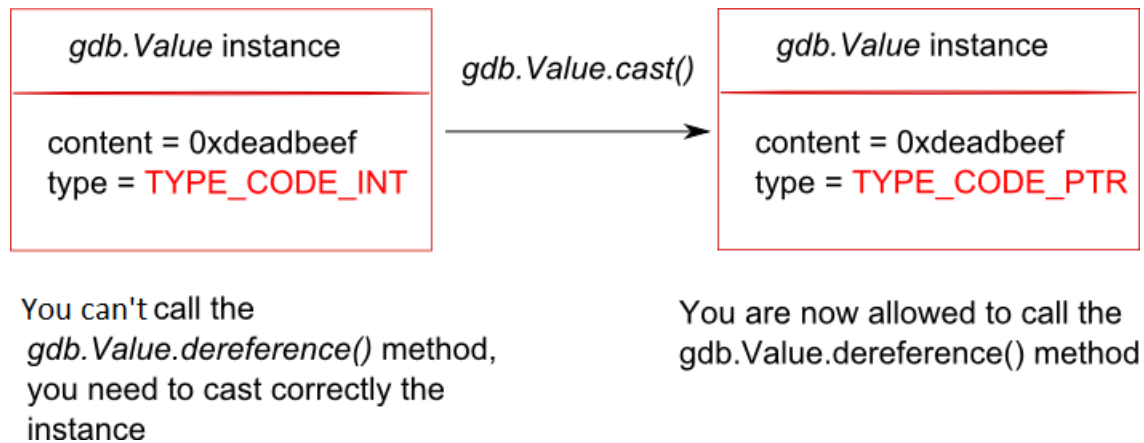 gdb.Value instance
content = 0xdeadbeef
type = TYPE_CODE_INT
gdb.Value.cast()
gdb.Value instance
content = 0xdeadbeef
type = TYPE_CODE_PTR
You can't call the
gdb.Value.dereference() method,
you need to cast correctly the
instance
You are now allowed to call the
gdb.Value.dereference() method